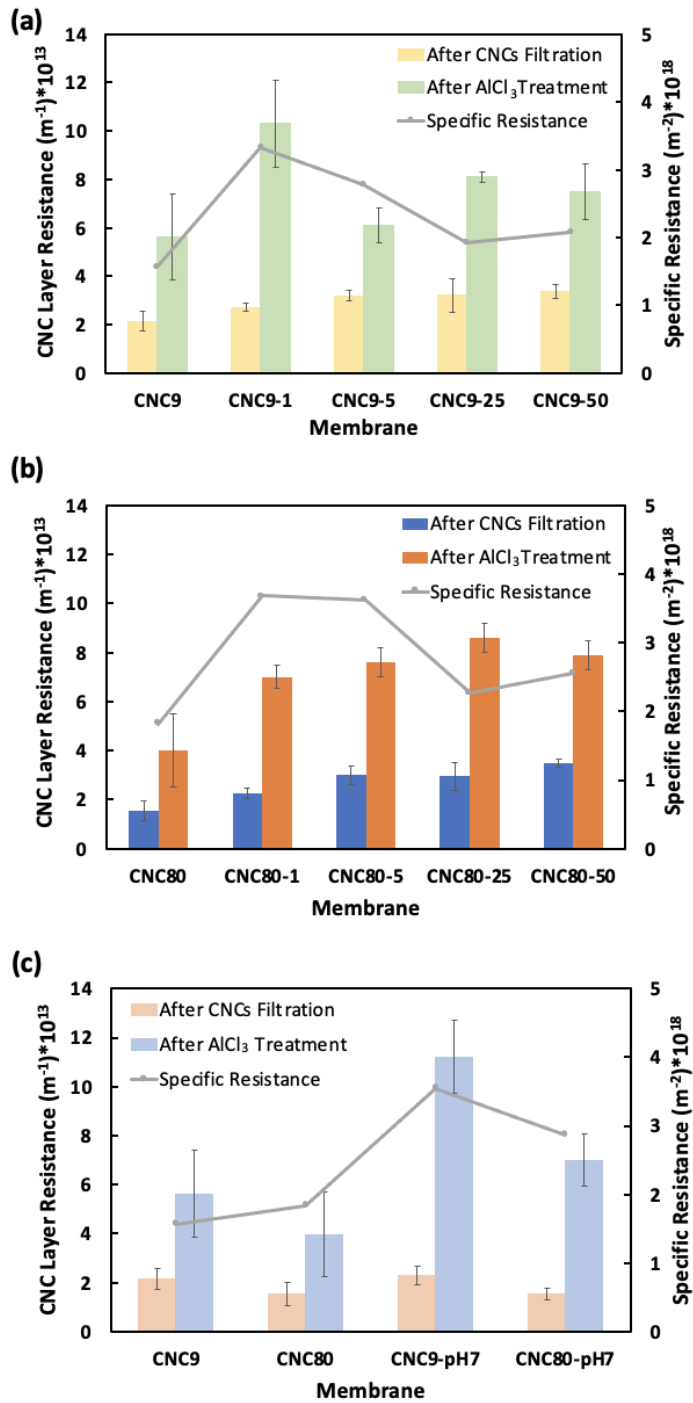 (a)
CNC Layer Resistance (m⁻¹)*10¹³
14
12
10
8
6
4
2
0
After CNCs Filtration
After AlCl₃Treatment
Specific Resistance
5
4
3
2
1
0
Specific Resistance (m⁻²)*10¹⁸
CNC9 CNC9-1 CNC9-5 CNC9-25 CNC9-50
Membrane
(b)
CNC Layer Resistance (m⁻¹)*10¹³
14
12
10
8
6
4
2
0
After CNCs Filtration
After AlCl₃Treatment
Specific Resistance
5
4
3
2
1
0
Specific Resistance (m⁻²)*10¹⁸
CNC80 CNC80-1 CNC80-5 CNC80-25 CNC80-50
Membrane
(c)
CNC Layer Resistance (m⁻¹)*10¹³
14
12
10
8
6
4
2
0
After CNCs Filtration
After AlCl₃ Treatment
Specific Resistance
5
4
3
2
1
0
Specific Resistance (m⁻²)*10¹⁸
CNC9 CNC80 CNC9-pH7 CNC80-pH7
Membrane